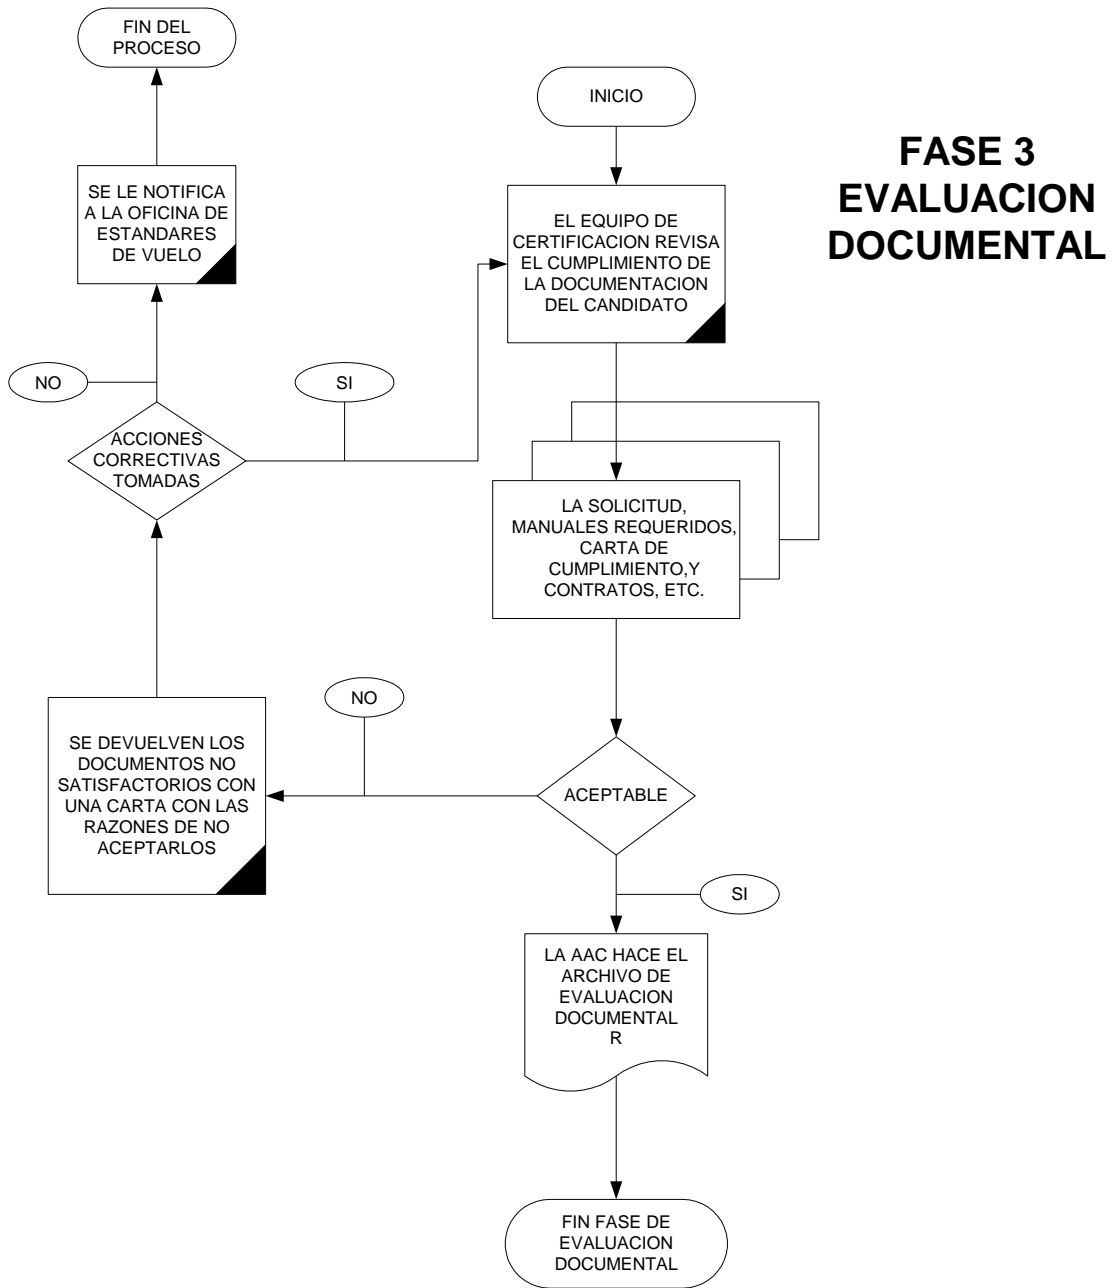 FIN DEL
PROCESO
INICIO
FASE 3
EVALUACION
DOCUMENTAL
SE LE NOTIFICA
A LA OFICINA DE
ESTANDARES
DE VUELO
EL EQUIPO DE
CERTIFICACION REVISA
EL CUMPLIMIENTO DE
LA DOCUMENTACION
DEL CANDIDATO
NO
SI
ACCIONES
CORRECTIVAS
TOMADAS
LA SOLICITUD,
MANUALES REQUERIDOS,
CARTA DE
CUMPLIMIENTO,Y
CONTRATOS, ETC.
NO
SE DEVUELVEN LOS
DOCUMENTOS NO
SATISFACTORIOS CON
UNA CARTA CON LAS
RAZONES DE NO
ACEPTARLOS
ACEPTABLE
SI
LA AAC HACE EL
ARCHIVO DE
EVALUACION
DOCUMENTAL
R
FIN FASE DE
EVALUACION
DOCUMENTAL